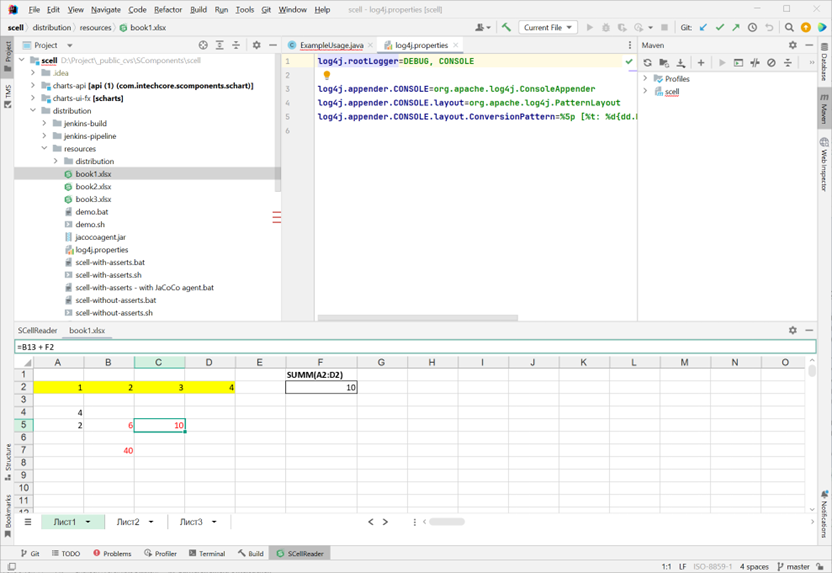 File Edit View Navigate Code Refactor Build Run Tools Git Window Help scell - log4j.properties [scell]
scell distribution resources book1.xlsx Current File Git:
Project
ExampleUsage.java
log4j.properties
Maven
Project
TMS
Structure
Bookmarks
scell D:\Project\_public_cvs\SComponents\scell
.idea
charts-api [api (1) (com.intechcore.scomponents.schart)]
charts-ui-fx [scharts]
distribution
jenkins-build
jenkins-pipeline
resources
distribution
book1.xlsx
book2.xlsx
book3.xlsx
demo.bat
demo.sh
jacocoagent.jar
log4j.properties
scell-with-asserts.bat
scell-with-asserts.sh
scell-with-asserts - with JaCoCo agent.bat
scell-without-asserts.bat
scell-without-asserts.sh
1 log4j.rootLogger=DEBUG, CONSOLE
2
3 log4j.appender.CONSOLE=org.apache.log4j.ConsoleAppender
4 log4j.appender.CONSOLE.layout=org.apache.log4j.PatternLayout
5 log4j.appender.CONSOLE.layout.ConversionPattern=%5p [%t: %d{dd.
6
Profiles
scell
Database
Maven
Web Inspector
Notifications
SCellReader book1.xlsx
=B13 + F2
A B C D E F G H I J K L M N O
1 SUMM(A2:D2)
2 1 2 3 4 10
3
4 4
5 2 6 10
6
7 40
8
9
10
11
12
Лист1 Лист2 Лист3
Git TODO Problems Profiler Terminal Build SCellReader
1:1 LF ISO-8859-1 4 spaces master